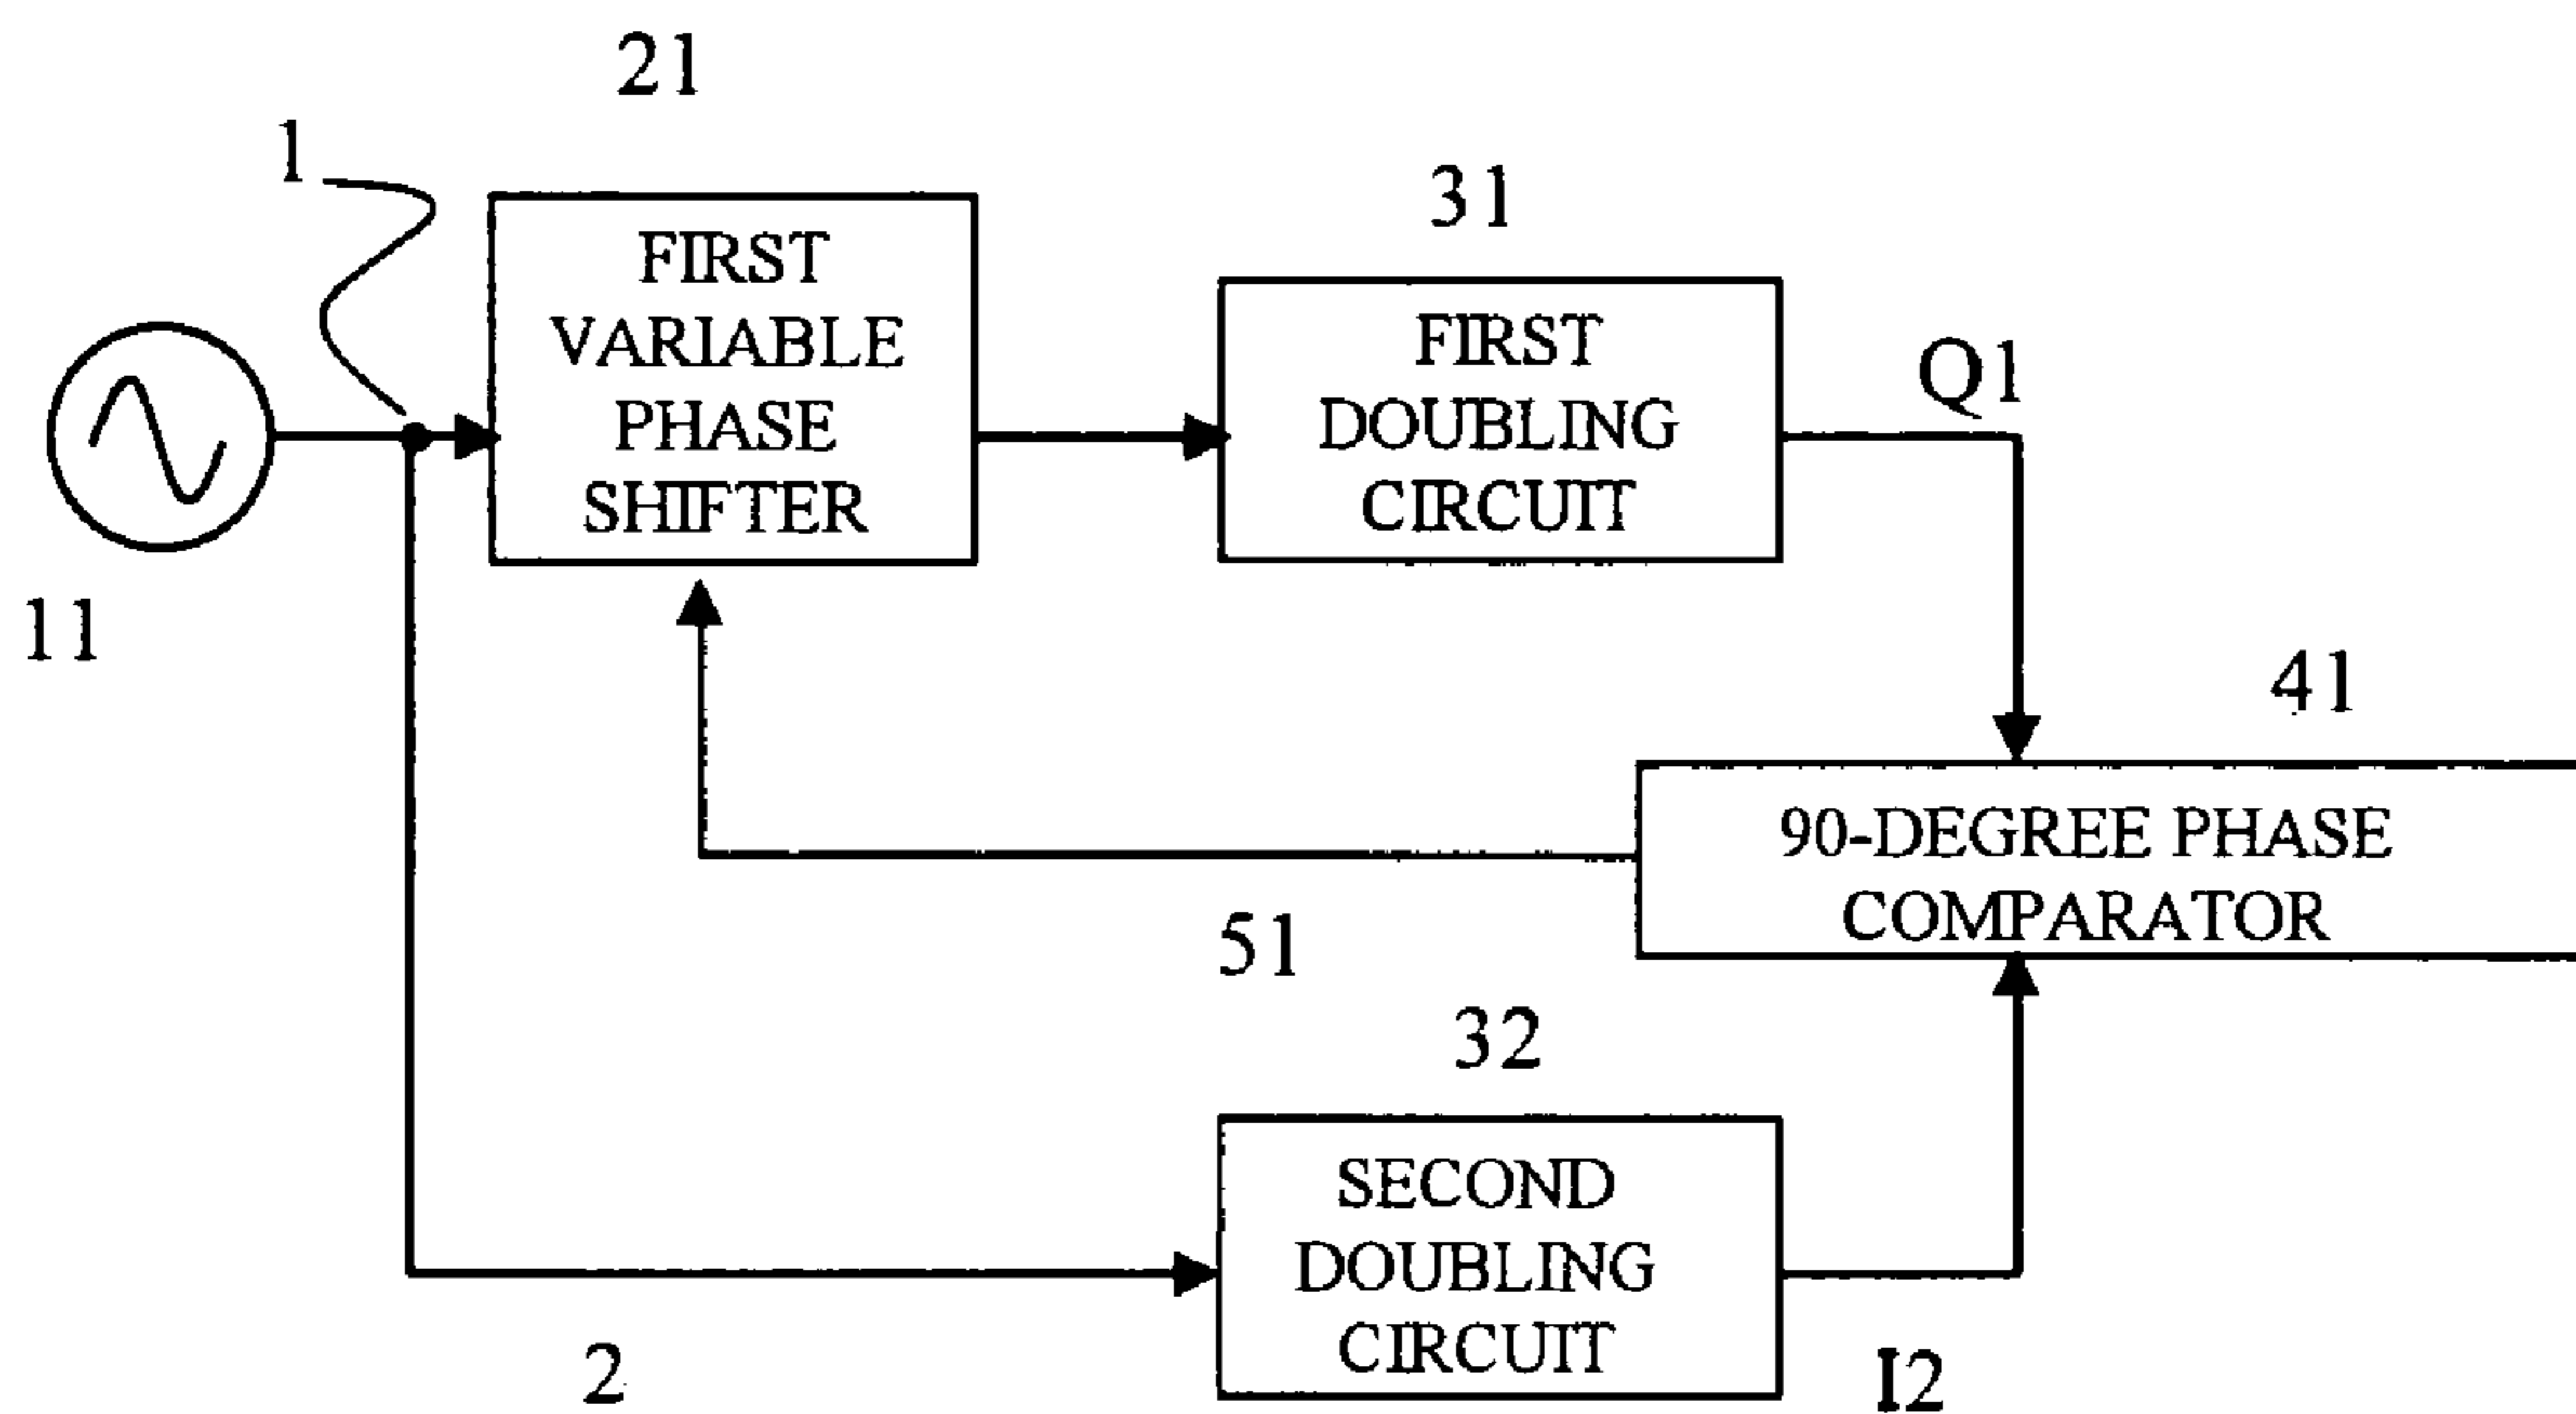 21
1
31
FIRST
VARIABLE
PHASE
SHIFTER
FIRST
DOUBLING
CIRCUIT
Q1
11
41
90-DEGREE PHASE
COMPARATOR
51
32
SECOND
DOUBLING
CIRCUIT
2
I2